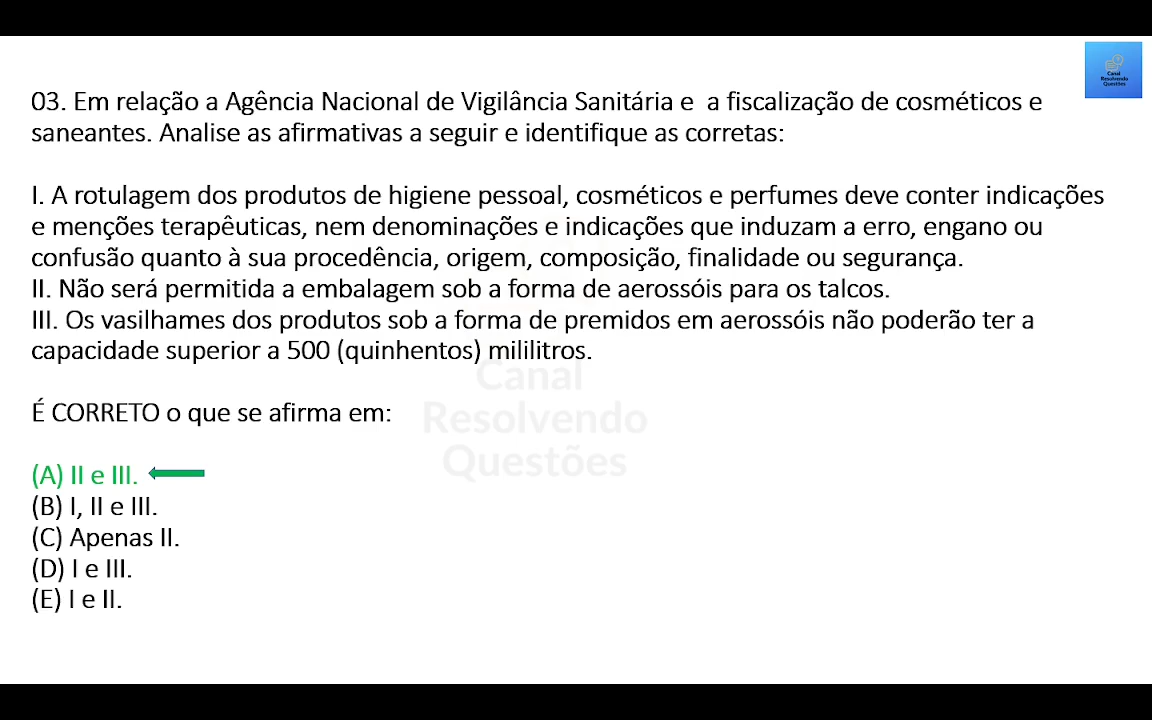 Canal
Resolvendo
Questões
03. Em relação a Agência Nacional de Vigilância Sanitária e a fiscalização de cosméticos e
saneantes. Analise as afirmativas a seguir e identifique as corretas:
I. A rotulagem dos produtos de higiene pessoal, cosméticos e perfumes deve conter indicações
e menções terapêuticas, nem denominações e indicações que induzam a erro, engano ou
confusão quanto à sua procedência, origem, composição, finalidade ou segurança.
II. Não será permitida a embalagem sob a forma de aerossóis para os talcos.
III. Os vasilhames dos produtos sob a forma de premidos em aerossóis não poderão ter a
capacidade superior a 500 (quinhentos) mililitros.
Canal
Resolvendo
Questões
É CORRETO o que se afirma em:
(A) II e III.
(B) I, II e III.
(C) Apenas II.
(D) I e III.
(E) I e II.